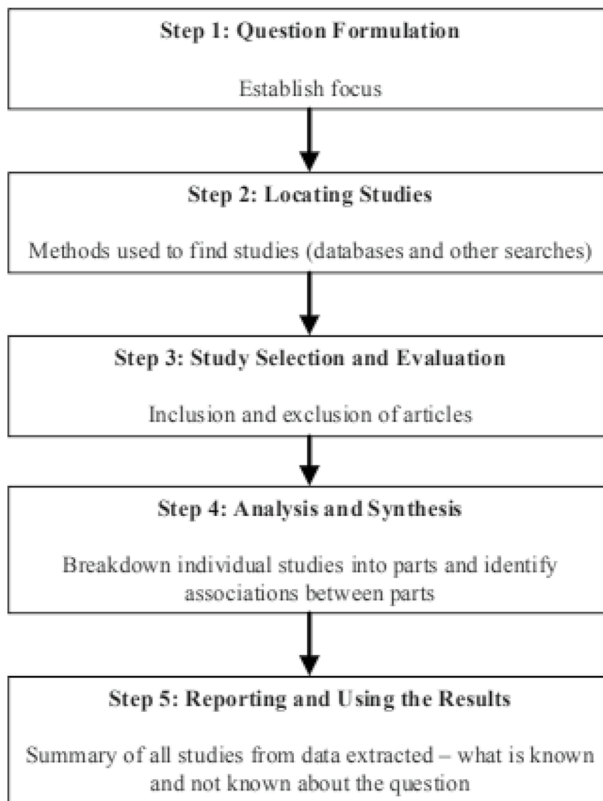 Step 1: Question Formulation
Establish focus
Step 2: Locating Studies
Methods used to find studies (databases and other searches)
Step 3: Study Selection and Evaluation
Inclusion and exclusion of articles
Step 4: Analysis and Synthesis
Breakdown individual studies into parts and identify
associations between parts
Step 5: Reporting and Using the Results
Summary of all studies from data extracted – what is known
and not known about the question